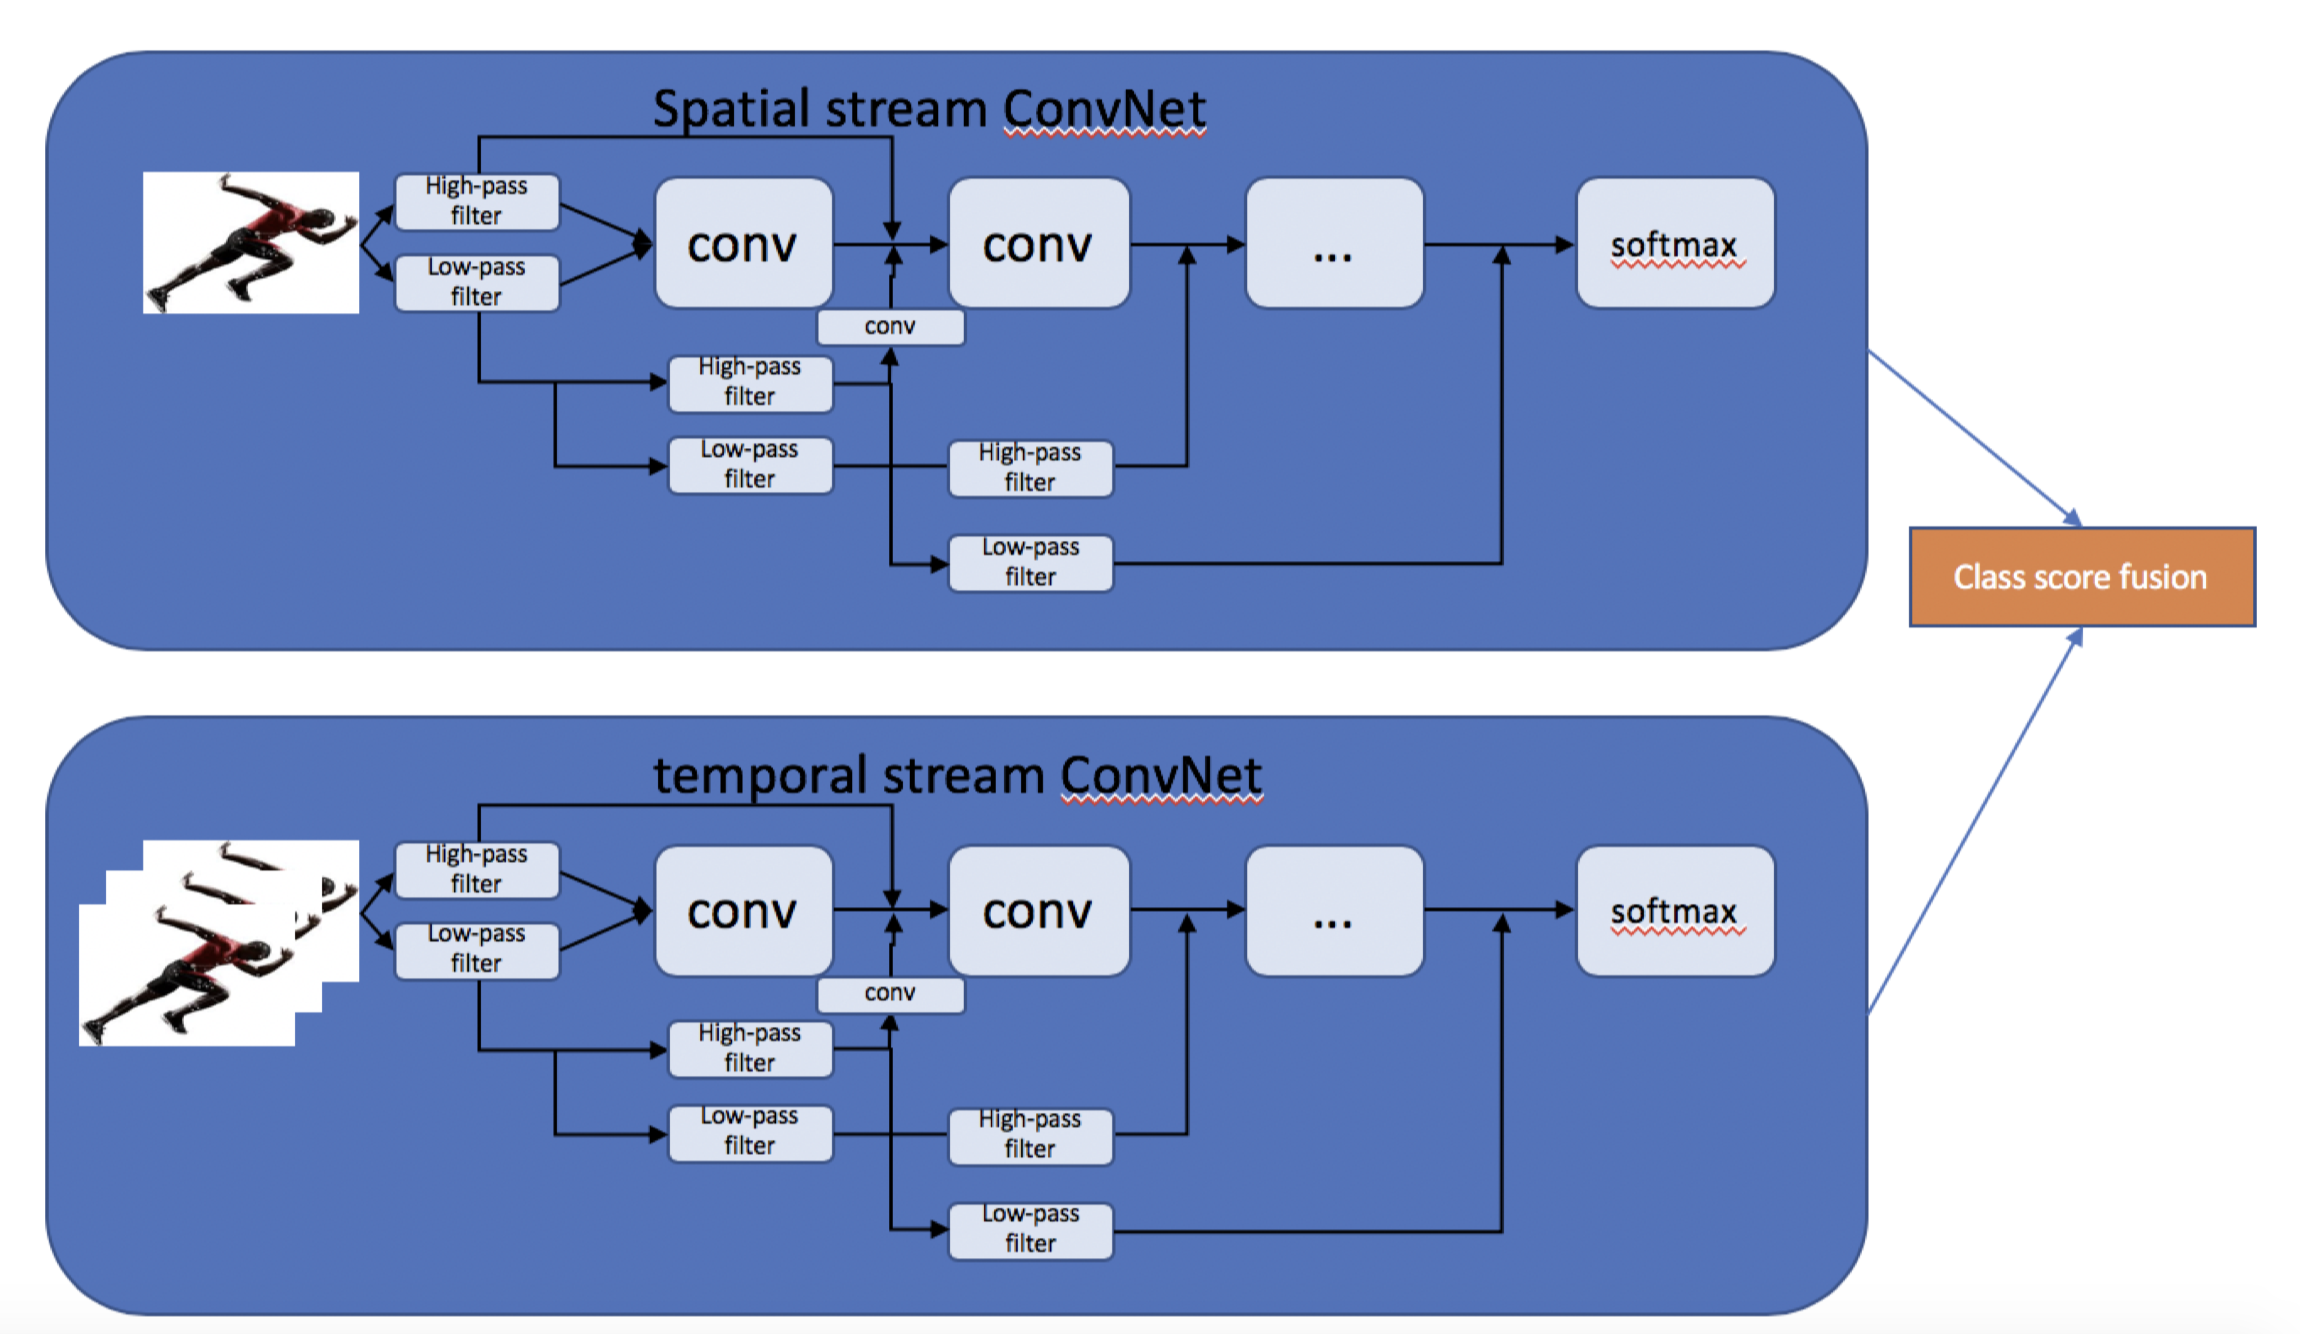 Spatial stream ConvNet
High-pass
filter
Low-pass
filter
conv
conv
...
softmax
conv
High-pass
filter
Low-pass
filter
High-pass
filter
Low-pass
filter
Class score fusion
temporal stream ConvNet
High-pass
filter
Low-pass
filter
conv
conv
...
softmax
conv
High-pass
filter
Low-pass
filter
High-pass
filter
Low-pass
filter